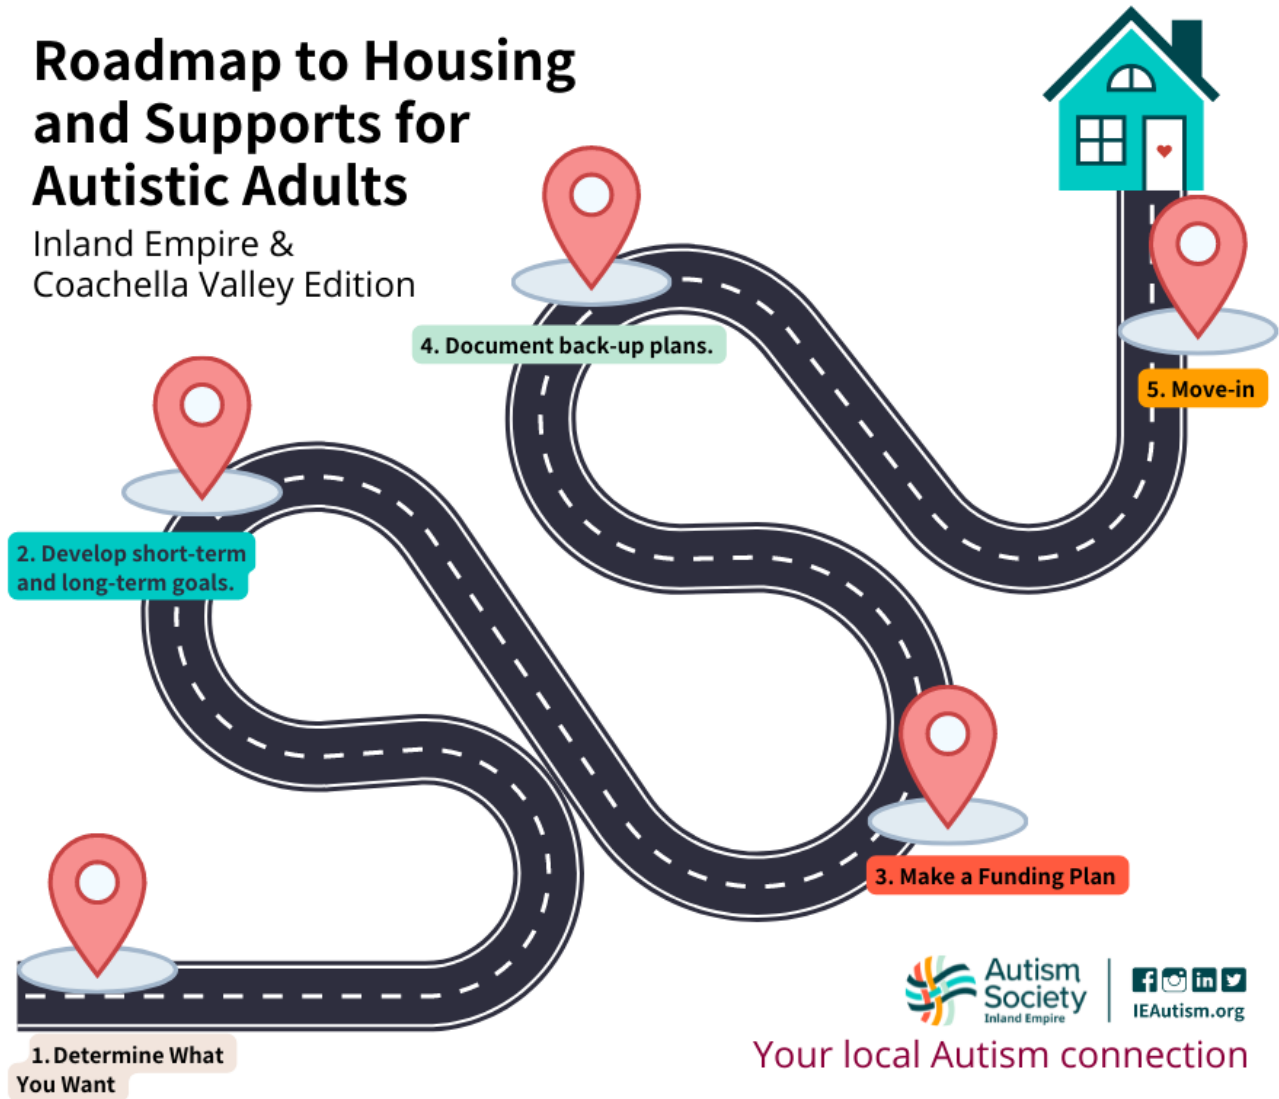 Roadmap to Housing
and Supports for
Autistic Adults
Inland Empire &
Coachella Valley Edition
4. Document back-up plans.
5. Move-in
2. Develop short-term
and long-term goals.
3. Make a Funding Plan
1. Determine What
You Want
Autism
Society
Inland Empire
IEAutism.org
Your local Autism connection